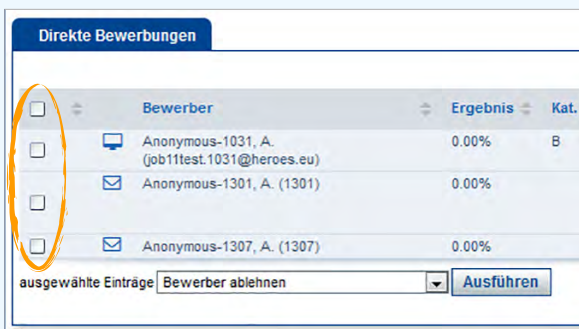 Direkte Bewerbungen
Bewerber Ergebnis Kat.
Anonymous-1031, A. 0.00% B
(job11test.1031@heroes.eu)
Anonymous-1301, A. (1301) 0.00%
Anonymous-1307, A. (1307) 0.00%
ausgewählte Einträge Bewerber ablehnen Ausführen